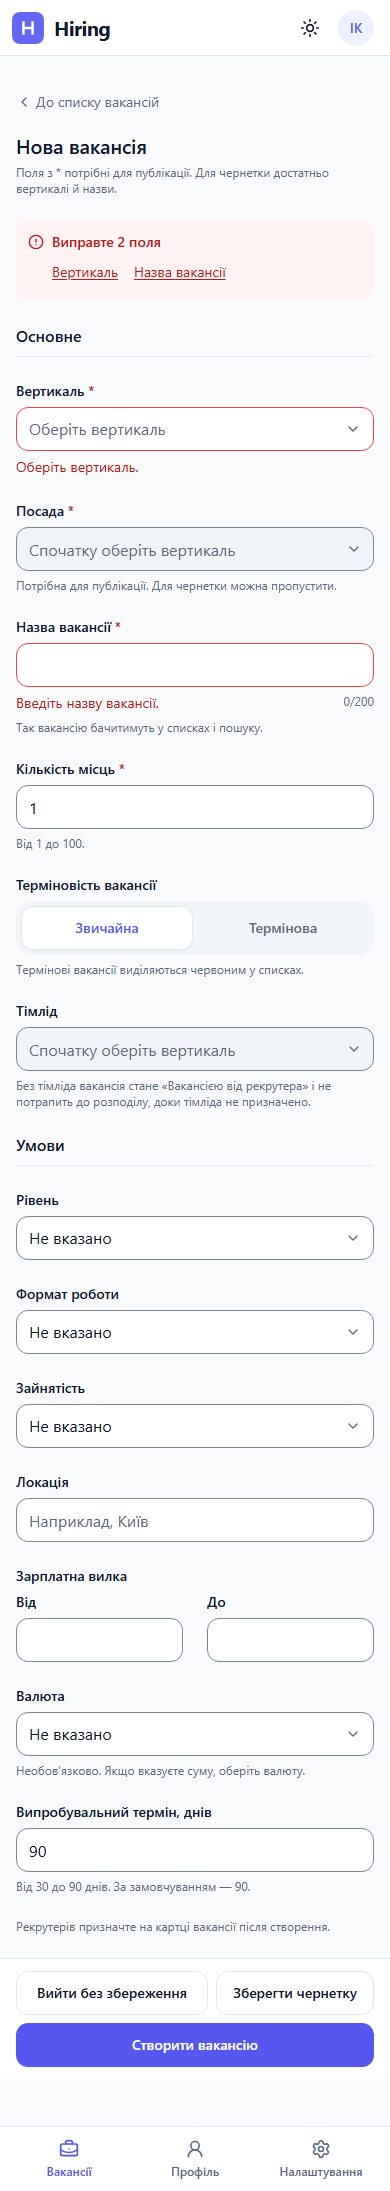 H Hiring
ІК
До списку вакансій
Нова вакансія
Поля з * потрібні для публікації. Для чернетки достатньо
вертикалі й назви.
Виправте 2 поля
Вертикаль Назва вакансії
Основне
Вертикаль *
Оберіть вертикаль
Оберіть вертикаль.
Посада *
Спочатку оберіть вертикаль
Потрібна для публікації. Для чернетки можна пропустити.
Назва вакансії *
Введіть назву вакансії. 0/200
Так вакансію бачитимуть у списках і пошуку.
Кількість місць *
1
Від 1 до 100.
Терміновість вакансії
Звичайна Термінова
Термінові вакансії виділяються червоним у списках.
Тімлід
Спочатку оберіть вертикаль
Без тімліда вакансія стане «Вакансією від рекрутера» і не
потрапить до розподілу, доки тімліда не призначено.
Умови
Рівень
Не вказано
Формат роботи
Не вказано
Зайнятість
Не вказано
Локація
Наприклад, Київ
Зарплатна вилка
Від До
Валюта
Не вказано
Необов'язково. Якщо вказуєте суму, оберіть валюту.
Випробувальний термін, днів
90
Від 30 до 90 днів. За замовчуванням — 90.
Рекрутерів призначте на картці вакансії після створення.
Вийти без збереження Зберегти чернетку
Створити вакансію
Вакансії Профіль Налаштування